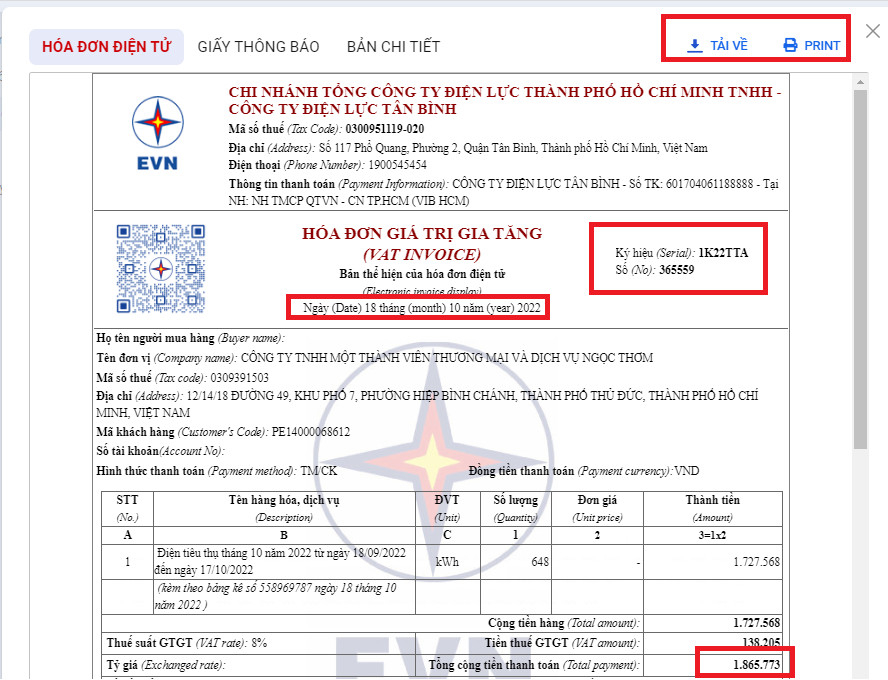 HÓA ĐƠN ĐIỆN TỬ GIẤY THÔNG BÁO BẢN CHI TIẾT TẢI VỀ PRINT
CHI NHÁNH TỔNG CÔNG TY ĐIỆN LỰC THÀNH PHỐ HỒ CHÍ MINH TNHH -
CÔNG TY ĐIỆN LỰC TÂN BÌNH
Mã số thuế (Tax Code): 0300951119-020
Địa chỉ (Address): Số 117 Phổ Quang, Phường 2, Quận Tân Bình, Thành phố Hồ Chí Minh, Việt Nam
Điện thoại (Phone Number): 1900545454
Thông tin thanh toán (Payment Information): CÔNG TY ĐIỆN LỰC TÂN BÌNH - Số TK: 601704061188888 - Tại
NH: NH TMCP QTVN - CN TP.HCM (VIB HCM)
EVN
HÓA ĐƠN GIÁ TRỊ GIA TĂNG
(VAT INVOICE)
Bản thể hiện của hóa đơn điện tử
(Electronic invoice display)
Ngày (Date) 18 tháng (month) 10 năm (year) 2022
Ký hiệu (Serial): 1K22TTA
Số (No): 365559
Họ tên người mua hàng (Buyer name):
Tên đơn vị (Company name): CÔNG TY TNHH MỘT THÀNH VIÊN THƯƠNG MẠI VÀ DỊCH VỤ NGỌC THƠM
Mã số thuế (Tax code): 0309391503
Địa chỉ (Address): 12/14/18 ĐƯỜNG 49, KHU PHỐ 7, PHƯỜNG HIỆP BÌNH CHÁNH, THÀNH PHỐ THỦ ĐỨC, THÀNH PHỐ HỒ CHÍ
MINH, VIỆT NAM
Mã khách hàng (Customer's Code): PE14000068612
Số tài khoản(Account No):
Hình thức thanh toán (Payment method): TM/CK Đồng tiền thanh toán (Payment currency):VND
STT Tên hàng hóa, dịch vụ ĐVT Số lượng Đơn giá Thành tiền
(No.) (Description) (Unit) (Quantity) (Unit price) (Amount)
A B C 1 2 3=1x2
1 Điện tiêu thụ tháng 10 năm 2022 từ ngày 18/09/2022 kWh 648 - 1.727.568
đến ngày 17/10/2022
(kèm theo bảng kê số 558969787 ngày 18 tháng 10
năm 2022 )
Cộng tiền hàng (Total amount): 1.727.568
Thuế suất GTGT (VAT rate): 8% Tiền thuế GTGT (VAT amount): 138.205
Tỷ giá (Exchanged rate): Tổng cộng tiền thanh toán (Total payment): 1.865.773
EVN